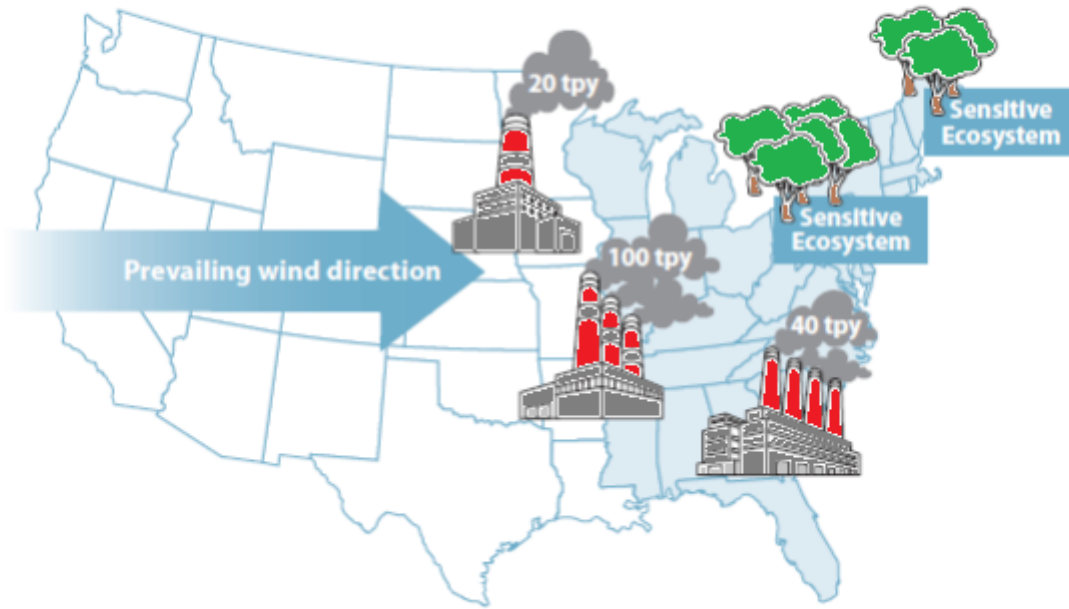 20 tpy
Sensitive
Ecosystem
Sensitive
Ecosystem
Prevailing wind direction
100 tpy
40 tpy